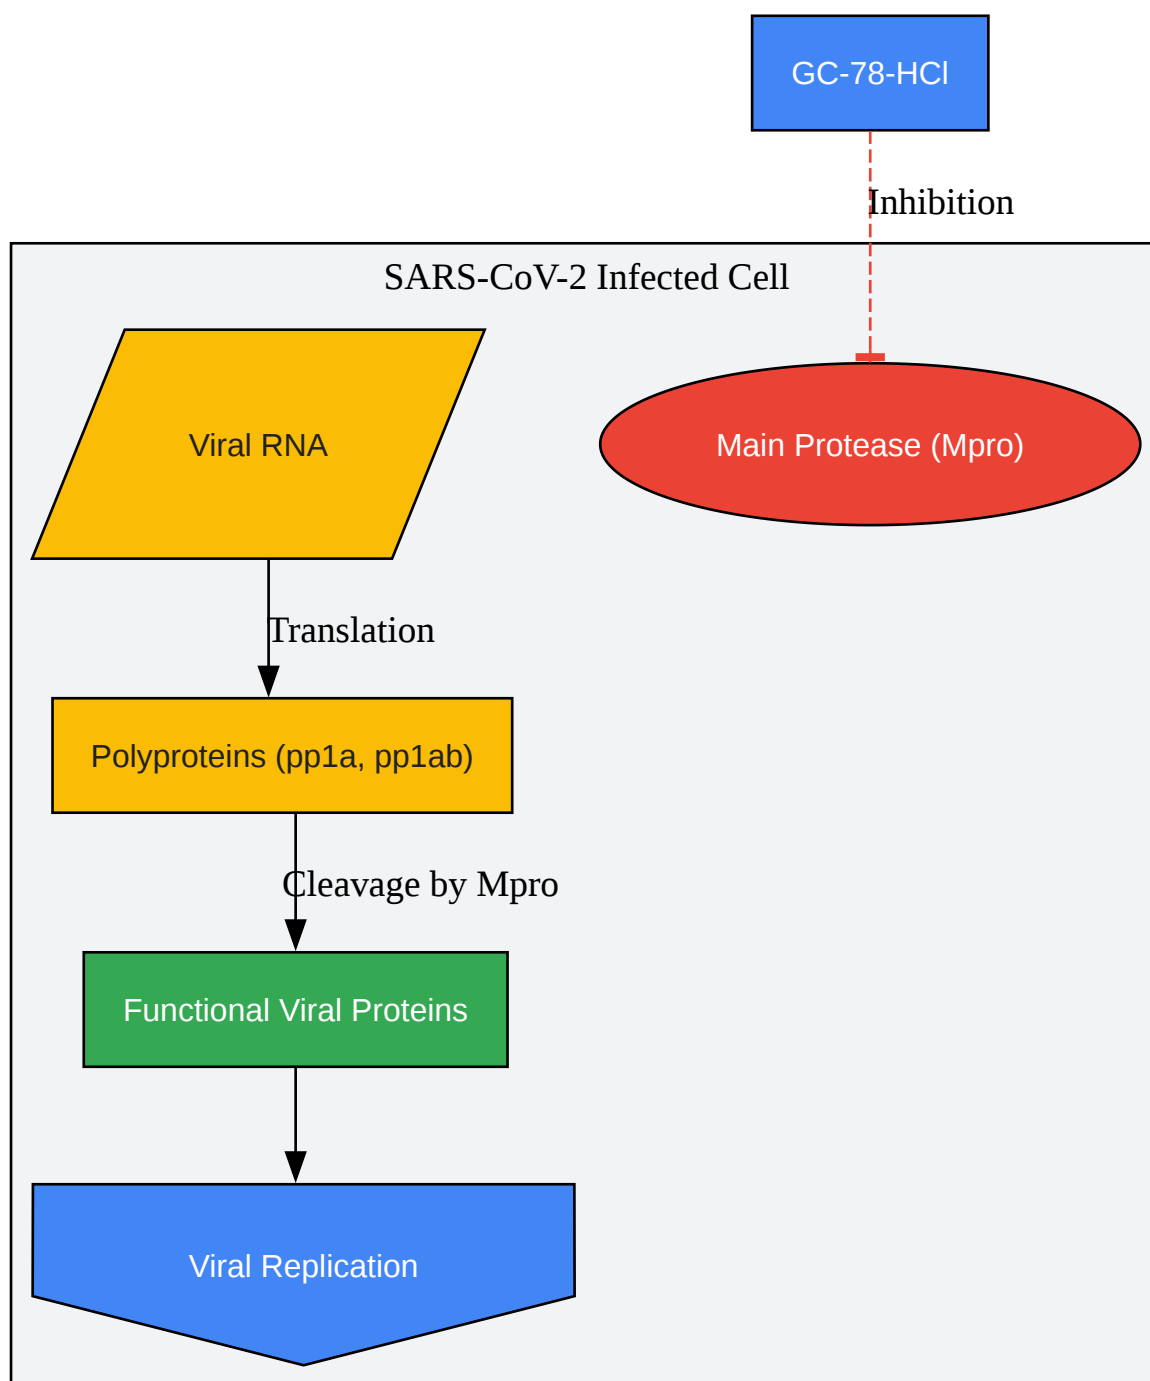 GC-78-HCl
Inhibition
SARS-CoV-2 Infected Cell
Viral RNA
Main Protease (Mpro)
Translation
Polyproteins (pp1a, pp1ab)
Cleavage by Mpro
Functional Viral Proteins
Viral Replication